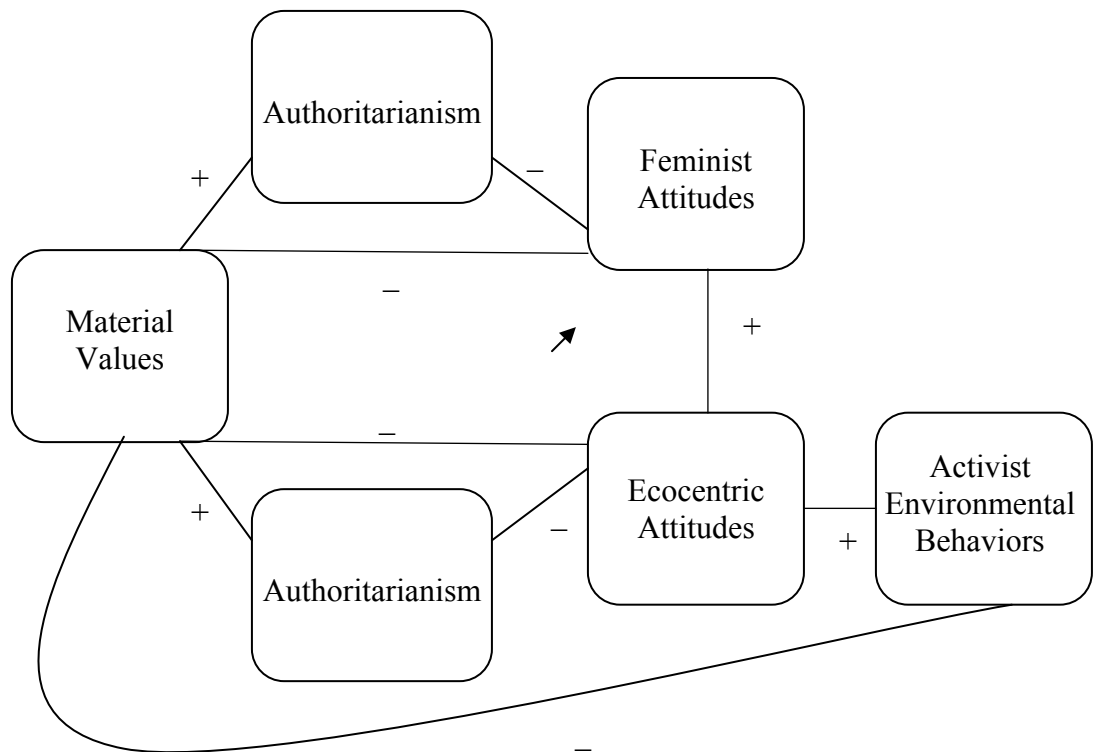 Authoritarianism
Feminist
Attitudes
+
–
Material
Values
–
+
–
Ecocentric
Attitudes
Activist
Environmental
Behaviors
+
–
+
Authoritarianism
–